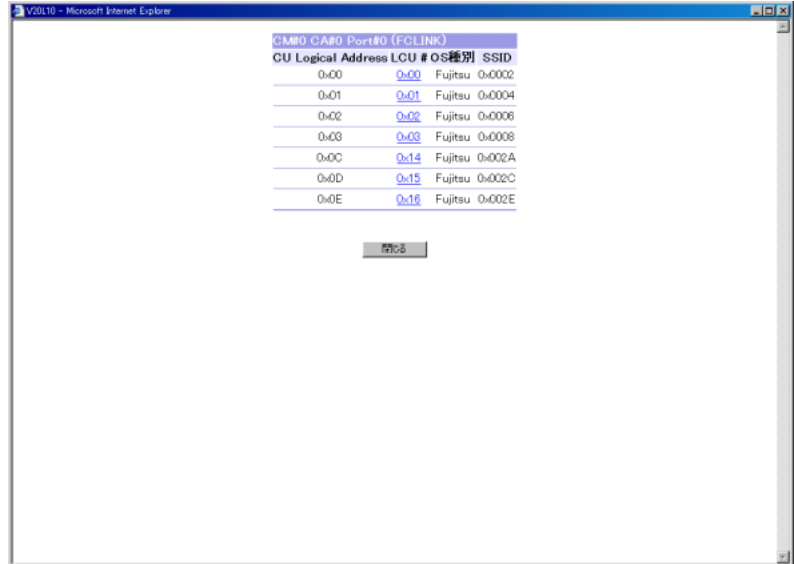 V20L10 - Microsoft Internet Explorer
CM#0 CA#0 Port#0 (FCLINK)
CU Logical Address LCU # OS種別 SSID
0x00 0x00 Fujitsu 0x0002
0x01 0x01 Fujitsu 0x0004
0x02 0x02 Fujitsu 0x0006
0x03 0x03 Fujitsu 0x0008
0x0C 0x14 Fujitsu 0x002A
0x0D 0x15 Fujitsu 0x002C
0x0E 0x16 Fujitsu 0x002E
閉じる